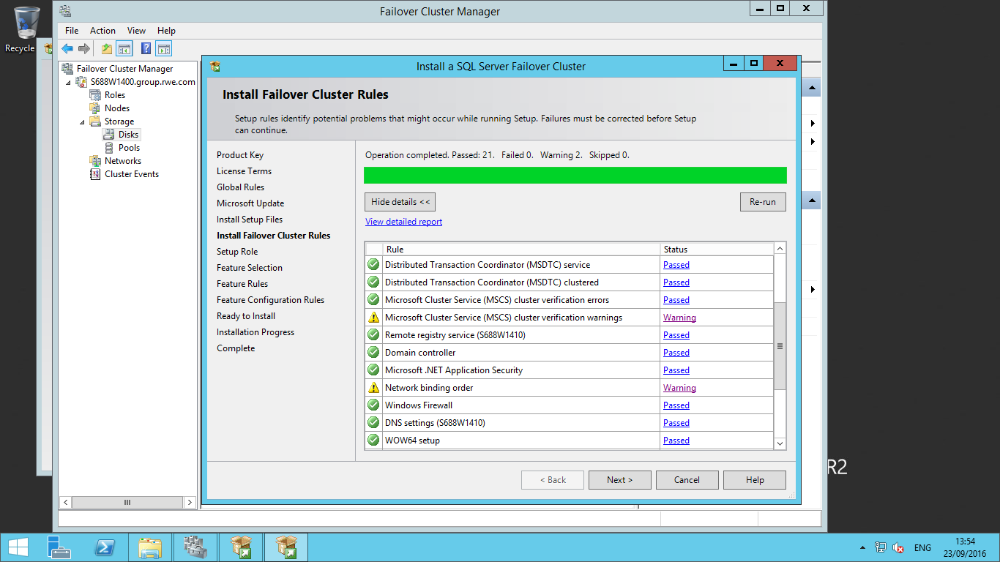 Failover Cluster Manager
File Action View Help
Recycle
Failover Cluster Manager
S688W1400.group.rwe.com
Roles
Nodes
Storage
Disks
Pools
Networks
Cluster Events
Install a SQL Server Failover Cluster
Install Failover Cluster Rules
Setup rules identify potential problems that might occur while running Setup. Failures must be corrected before Setup
can continue.
Product Key
License Terms
Global Rules
Microsoft Update
Install Setup Files
Install Failover Cluster Rules
Setup Role
Feature Selection
Feature Rules
Feature Configuration Rules
Ready to Install
Installation Progress
Complete
Operation completed. Passed: 21. Failed 0. Warning 2. Skipped 0.
Hide details << Re-run
View detailed report
Rule Status
Distributed Transaction Coordinator (MSDTC) service Passed
Distributed Transaction Coordinator (MSDTC) clustered Passed
Microsoft Cluster Service (MSCS) cluster verification errors Passed
Microsoft Cluster Service (MSCS) cluster verification warnings Warning
Remote registry service (S688W1410) Passed
Domain controller Passed
Microsoft .NET Application Security Passed
Network binding order Warning
Windows Firewall Passed
DNS settings (S688W1410) Passed
WOW64 setup Passed
< Back Next > Cancel Help
R2
ENG
13:54
23/09/2016